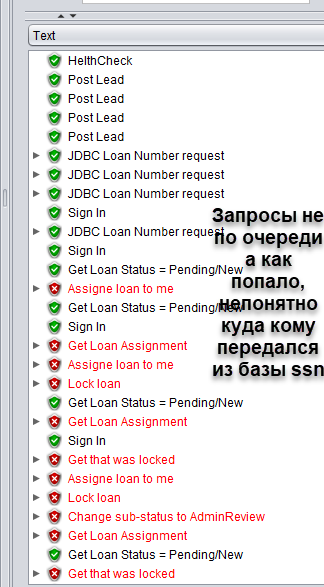 Text
HelthCheck
Post Lead
Post Lead
Post Lead
Post Lead
JDBC Loan Number request
JDBC Loan Number request
JDBC Loan Number request
Sign In
JDBC Loan Number request
Sign In
Get Loan Status = Pending/New
Assigne loan to me
Get Loan Status = Pending/New
Sign In
Get Loan Assignment
Assigne loan to me
Lock loan
Get Loan Status = Pending/New
Get Loan Assignment
Sign In
Get that was locked
Assigne loan to me
Lock loan
Change sub-status to AdminReview
Get Loan Assignment
Get Loan Status = Pending/New
Get that was locked
Запросы не
по очереди
а как
попало,
непонятно
куда кому
передался
из базы ssn